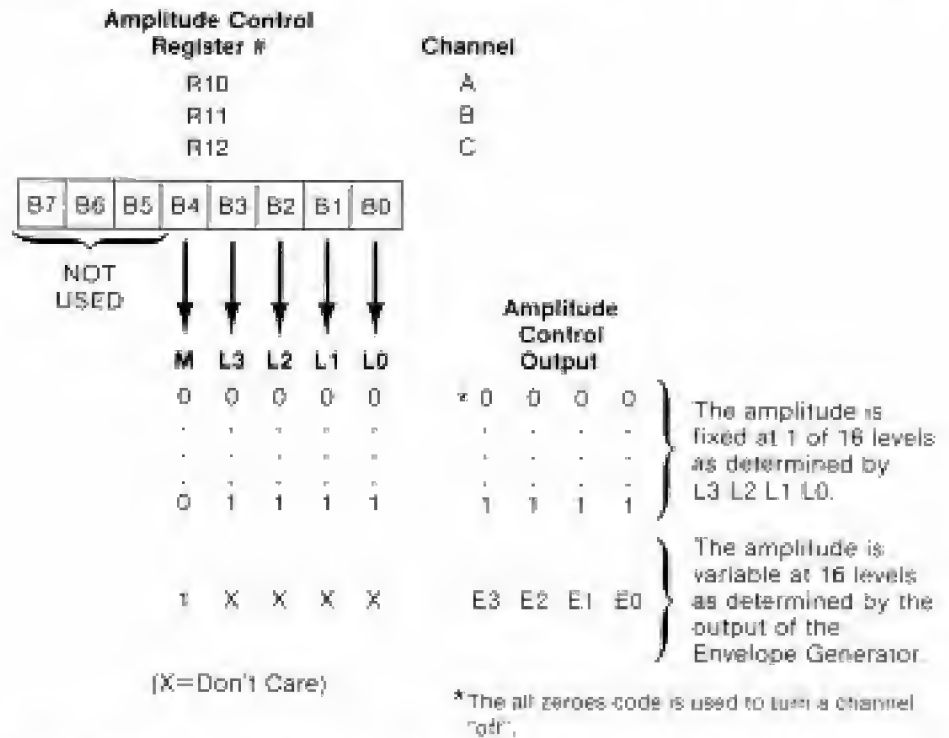 Amplitude Control
Register #
Channel
R10 A
R11 B
R12 C
B7 B6 B5 B4 B3 B2 B1 B0
NOT
USED
Amplitude
Control
Output
M L3 L2 L1 L0
0 0 0 0 0 * 0 0 0 0
The amplitude is
fixed at 1 of 16 levels
as determined by
L3 L2 L1 L0.
0 1 1 1 1 1 1 1 1
The amplitude is
variable at 16 levels
as determined by the
output of the
Envelope Generator.
1 X X X X E3 E2 E1 E0
(X=Don't Care)
*The all zeroes code is used to turn a channel
"off".